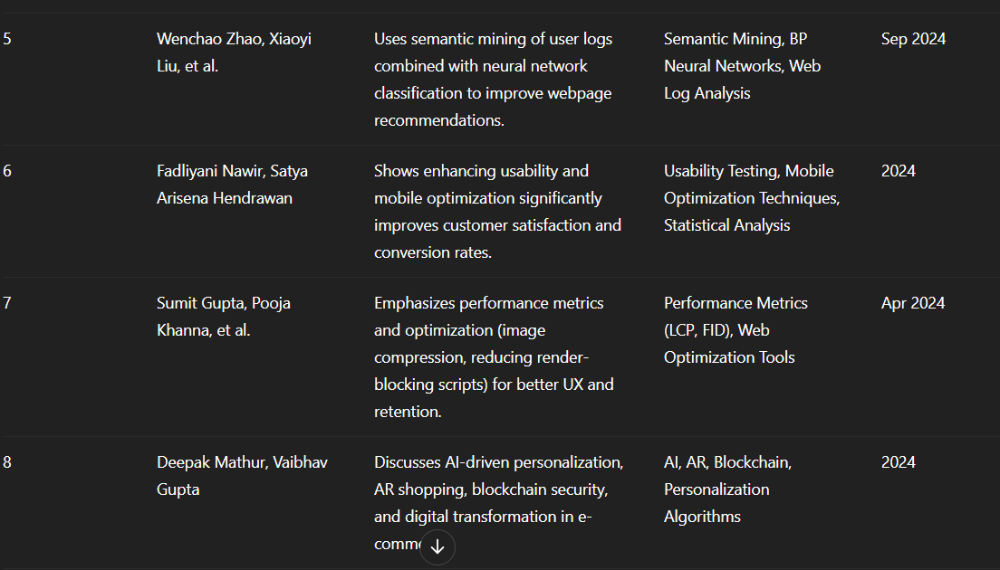 5
Wenchao Zhao, Xiaoyi
Liu, et al.
Uses semantic mining of user logs
combined with neural network
classification to improve webpage
recommendations.
Semantic Mining, BP
Neural Networks, Web
Log Analysis
Sep 2024
6
Fadliyani Nawir, Satya
Arisena Hendrawan
Shows enhancing usability and
mobile optimization significantly
improves customer satisfaction and
conversion rates.
Usability Testing, Mobile
Optimization Techniques,
Statistical Analysis
2024
7
Sumit Gupta, Pooja
Khanna, et al.
Emphasizes performance metrics
and optimization (image
compression, reducing render-
blocking scripts) for better UX and
retention.
Performance Metrics
(LCP, FID), Web
Optimization Tools
Apr 2024
8
Deepak Mathur, Vaibhav
Gupta
Discusses AI-driven personalization,
AR shopping, blockchain security,
and digital transformation in e-
AI, AR, Blockchain,
Personalization
Algorithms
2024